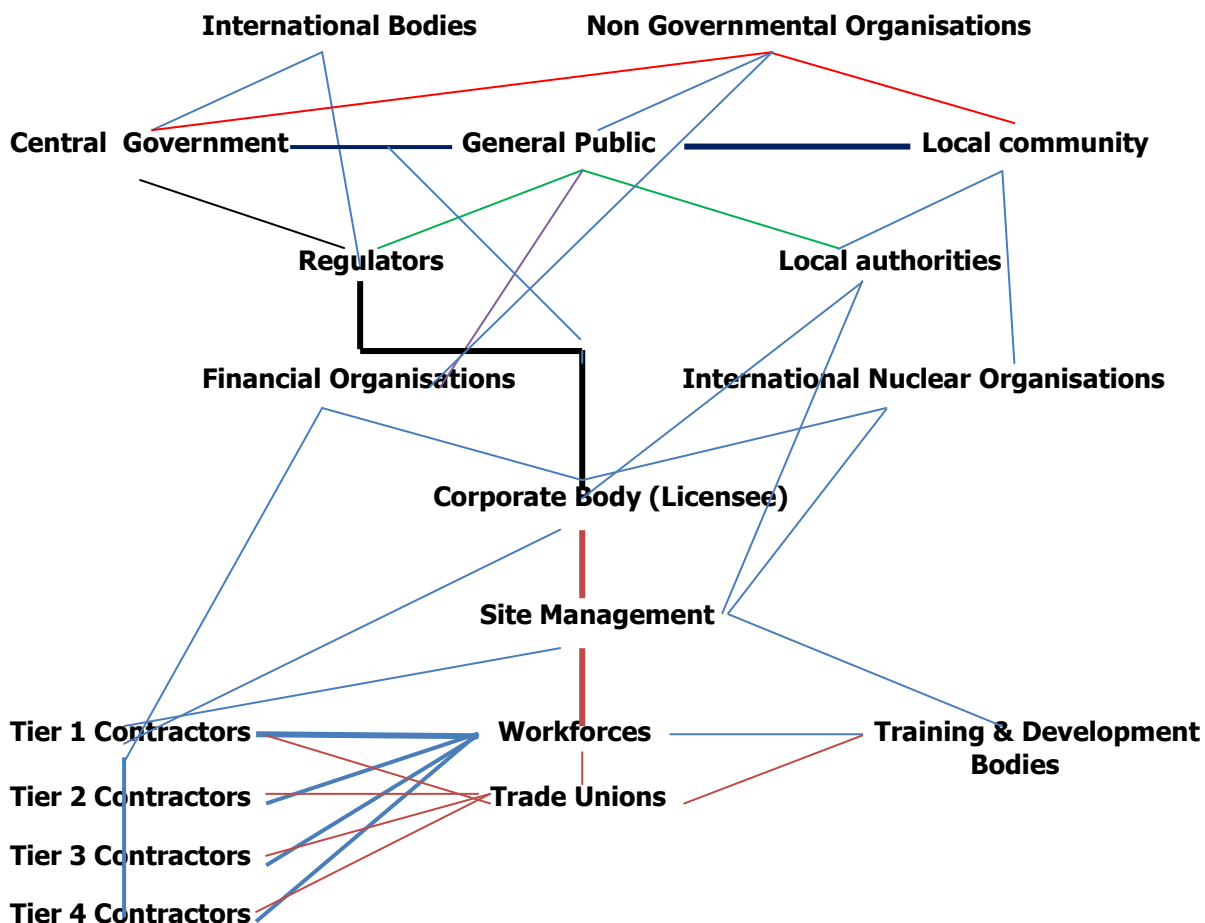 International Bodies
Non Governmental Organisations
Central  Government
General Public
Local community
Regulators
Local authorities
Financial Organisations
International Nuclear Organisations
Corporate Body (Licensee)
Site Management
Tier 1 Contractors
Workforces
Training & Development
Bodies
Tier 2 Contractors
Trade Unions
Tier 3 Contractors
Tier 4 Contractors